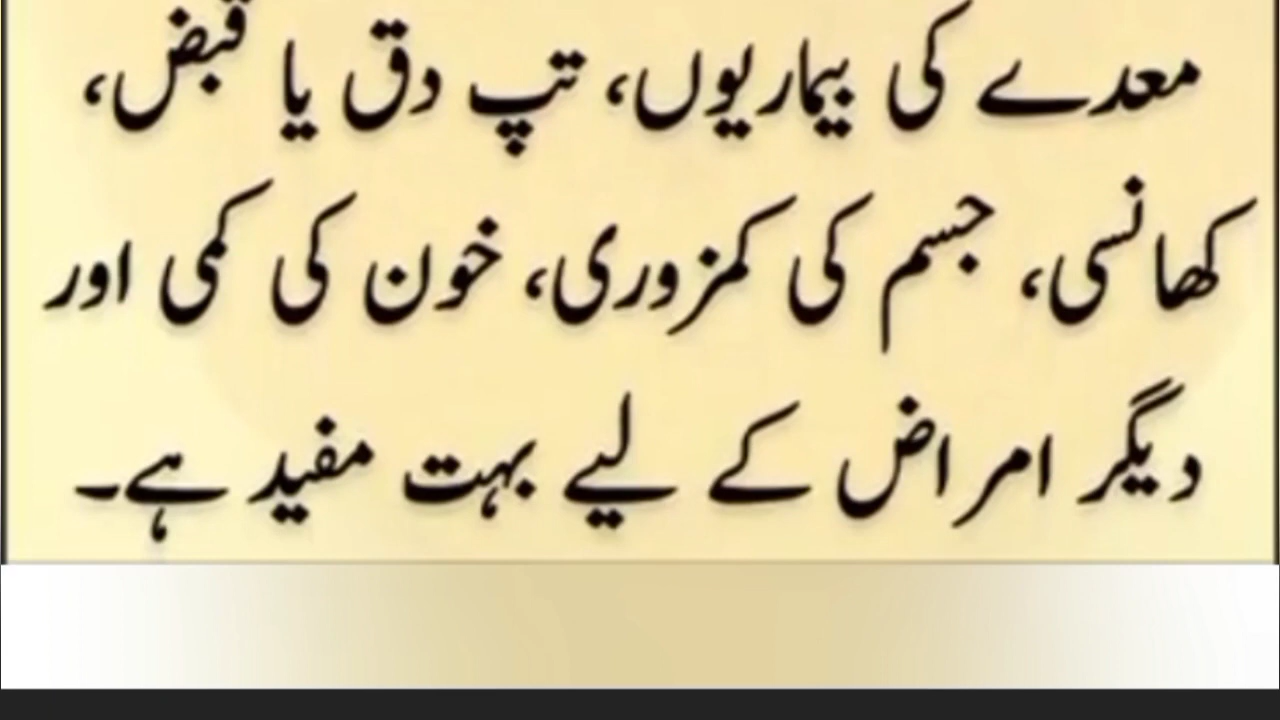 معدے کی بیماریوں، تپ دق یا قبض،
کھانسی، جسم کی کمزوری، خون کی کمی اور
دیگر امراض کے لیے بہت مفید ہے۔